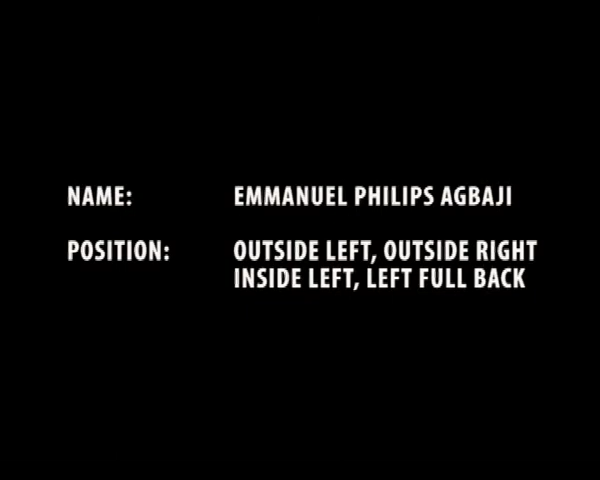 NAME: EMMANUEL PHILIPS AGBAJI
POSITION: OUTSIDE LEFT, OUTSIDE RIGHT
INSIDE LEFT, LEFT FULL BACK